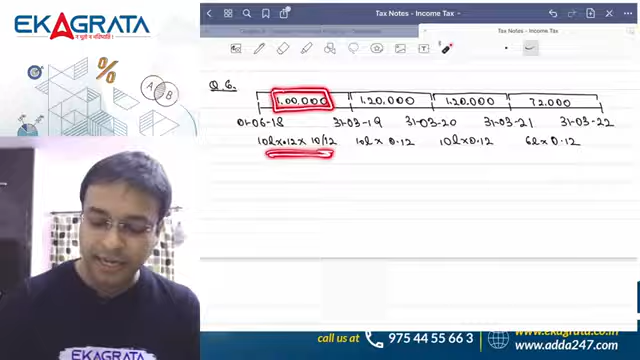 EKAGRATA
Tax Notes - Income Tax
Tax Notes - Income Tax
Q.6.
1,00,000 1,20,000 1,20,000 72,000
01-06-18 31-03-19 31-03-20 31-03-21 31-03-22
10l x .12 x 10/12 10l x 0.12 10l x 0.12 6l x 0.12
A B C
%
EKAGRATA
call us at 975 44 55 66 3
www.ekagrata.co.in
www.adda247.com